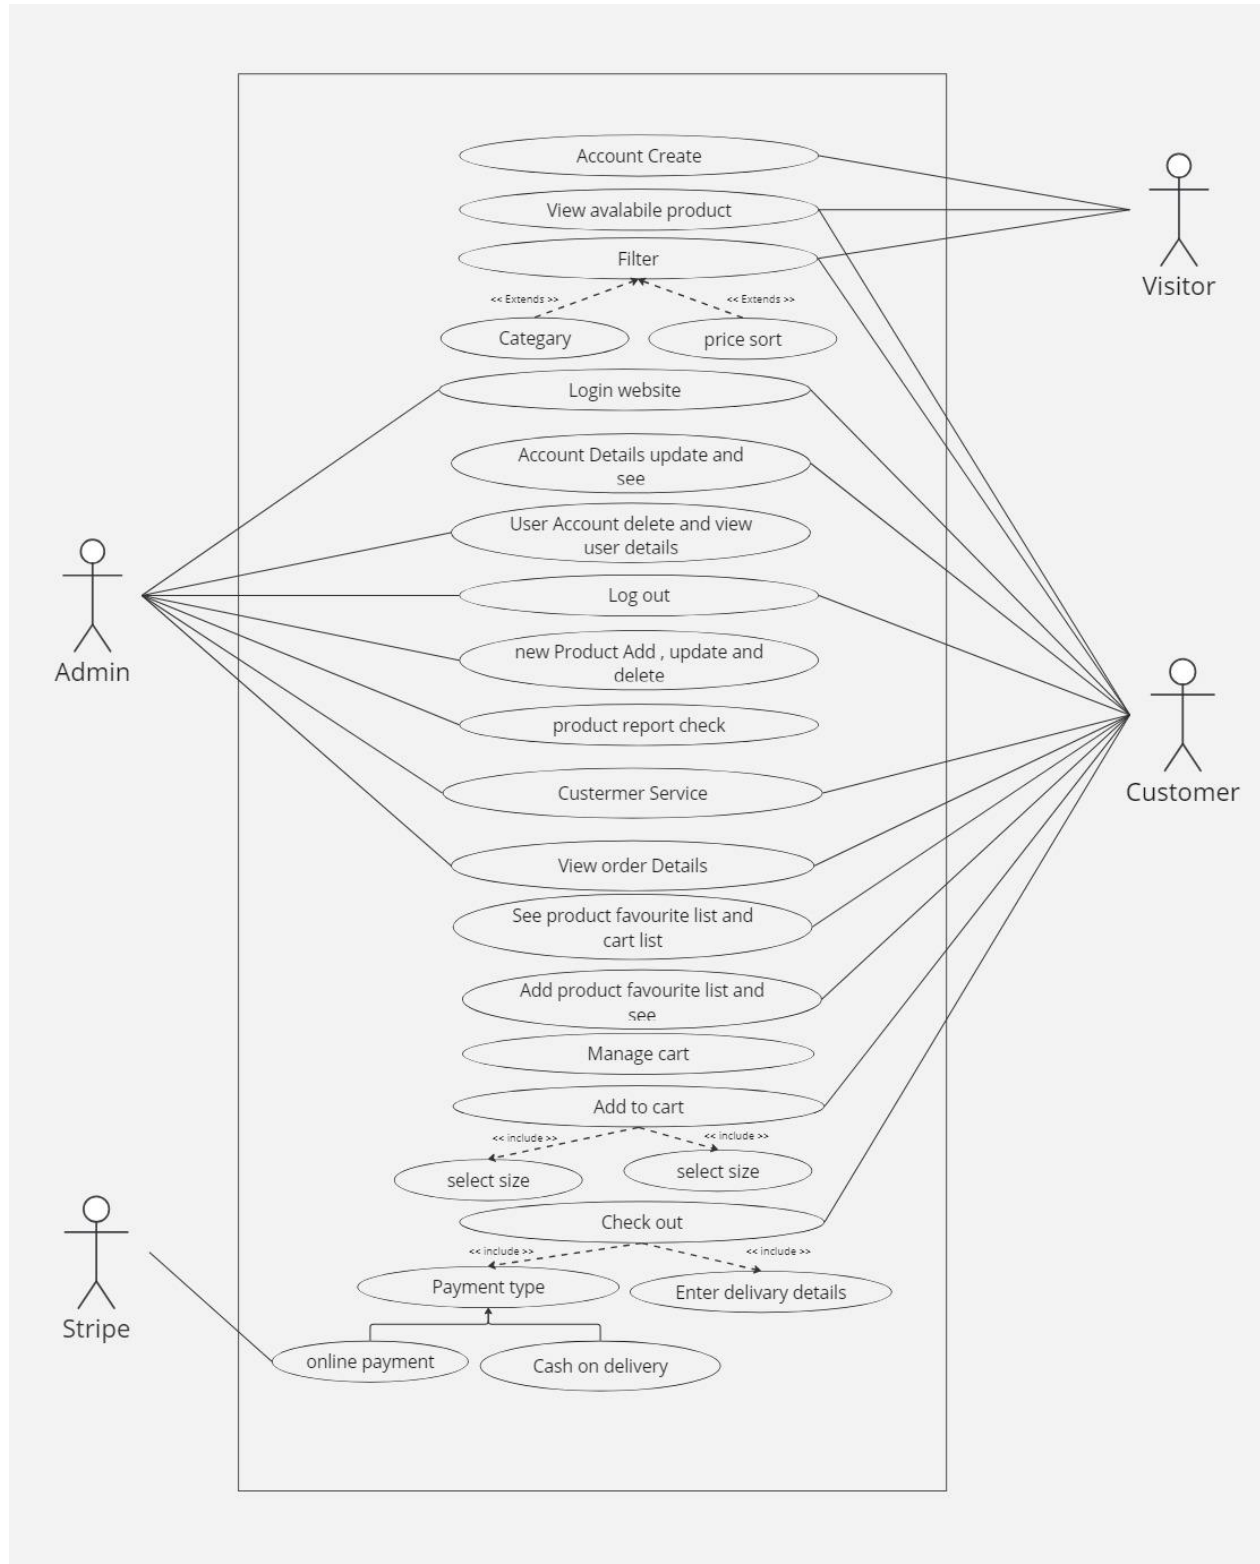 Account Create
View avalabile product
Filter
Visitor
<< Extends >>
<< Extends >>
Categary
price sort
Login website
Account Details update and
see
User Account delete and view
user details
Log out
Admin
new Product Add , update and
delete
product report check
Customer
Custermer Service
View order Details
See product favourite list and
cart list
Add product favourite list and
see
Manage cart
Add to cart
<< include >>
<< include >>
select size
select size
Check out
<< include >>
<< include >>
Payment type
Enter delivary details
Stripe
online payment
Cash on delivery